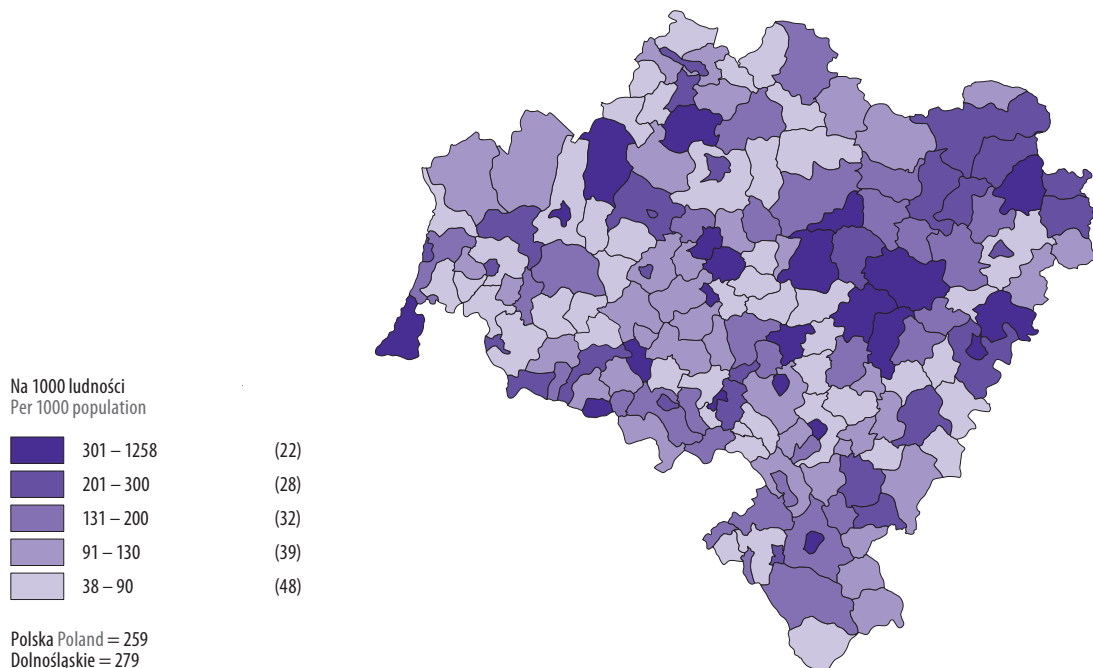 Na 1000 ludności
Per 1000 population
301 – 1258 (22)
201 – 300 (28)
131 – 200 (32)
91 – 130 (39)
38 – 90 (48)
Polska Poland = 259
Dolnośląskie = 279